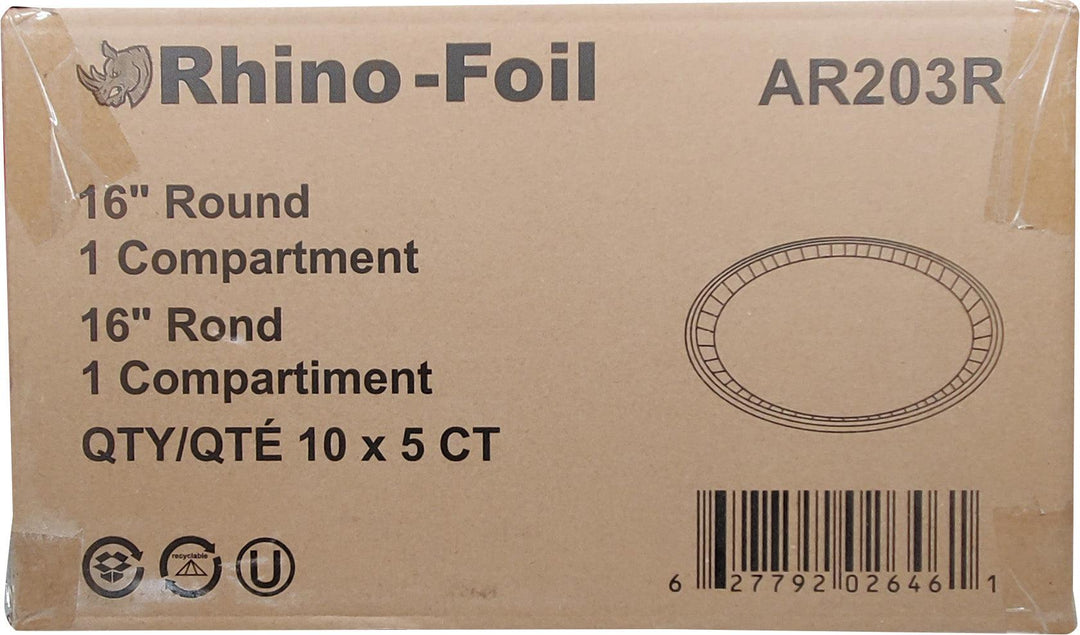 Rhino-Foil AR203R
16" Round
1 Compartment
16" Rond
1 Compartiment
QTY/QTÉ 10 x 5 CT
recyclable
U
6 27792 02646 1